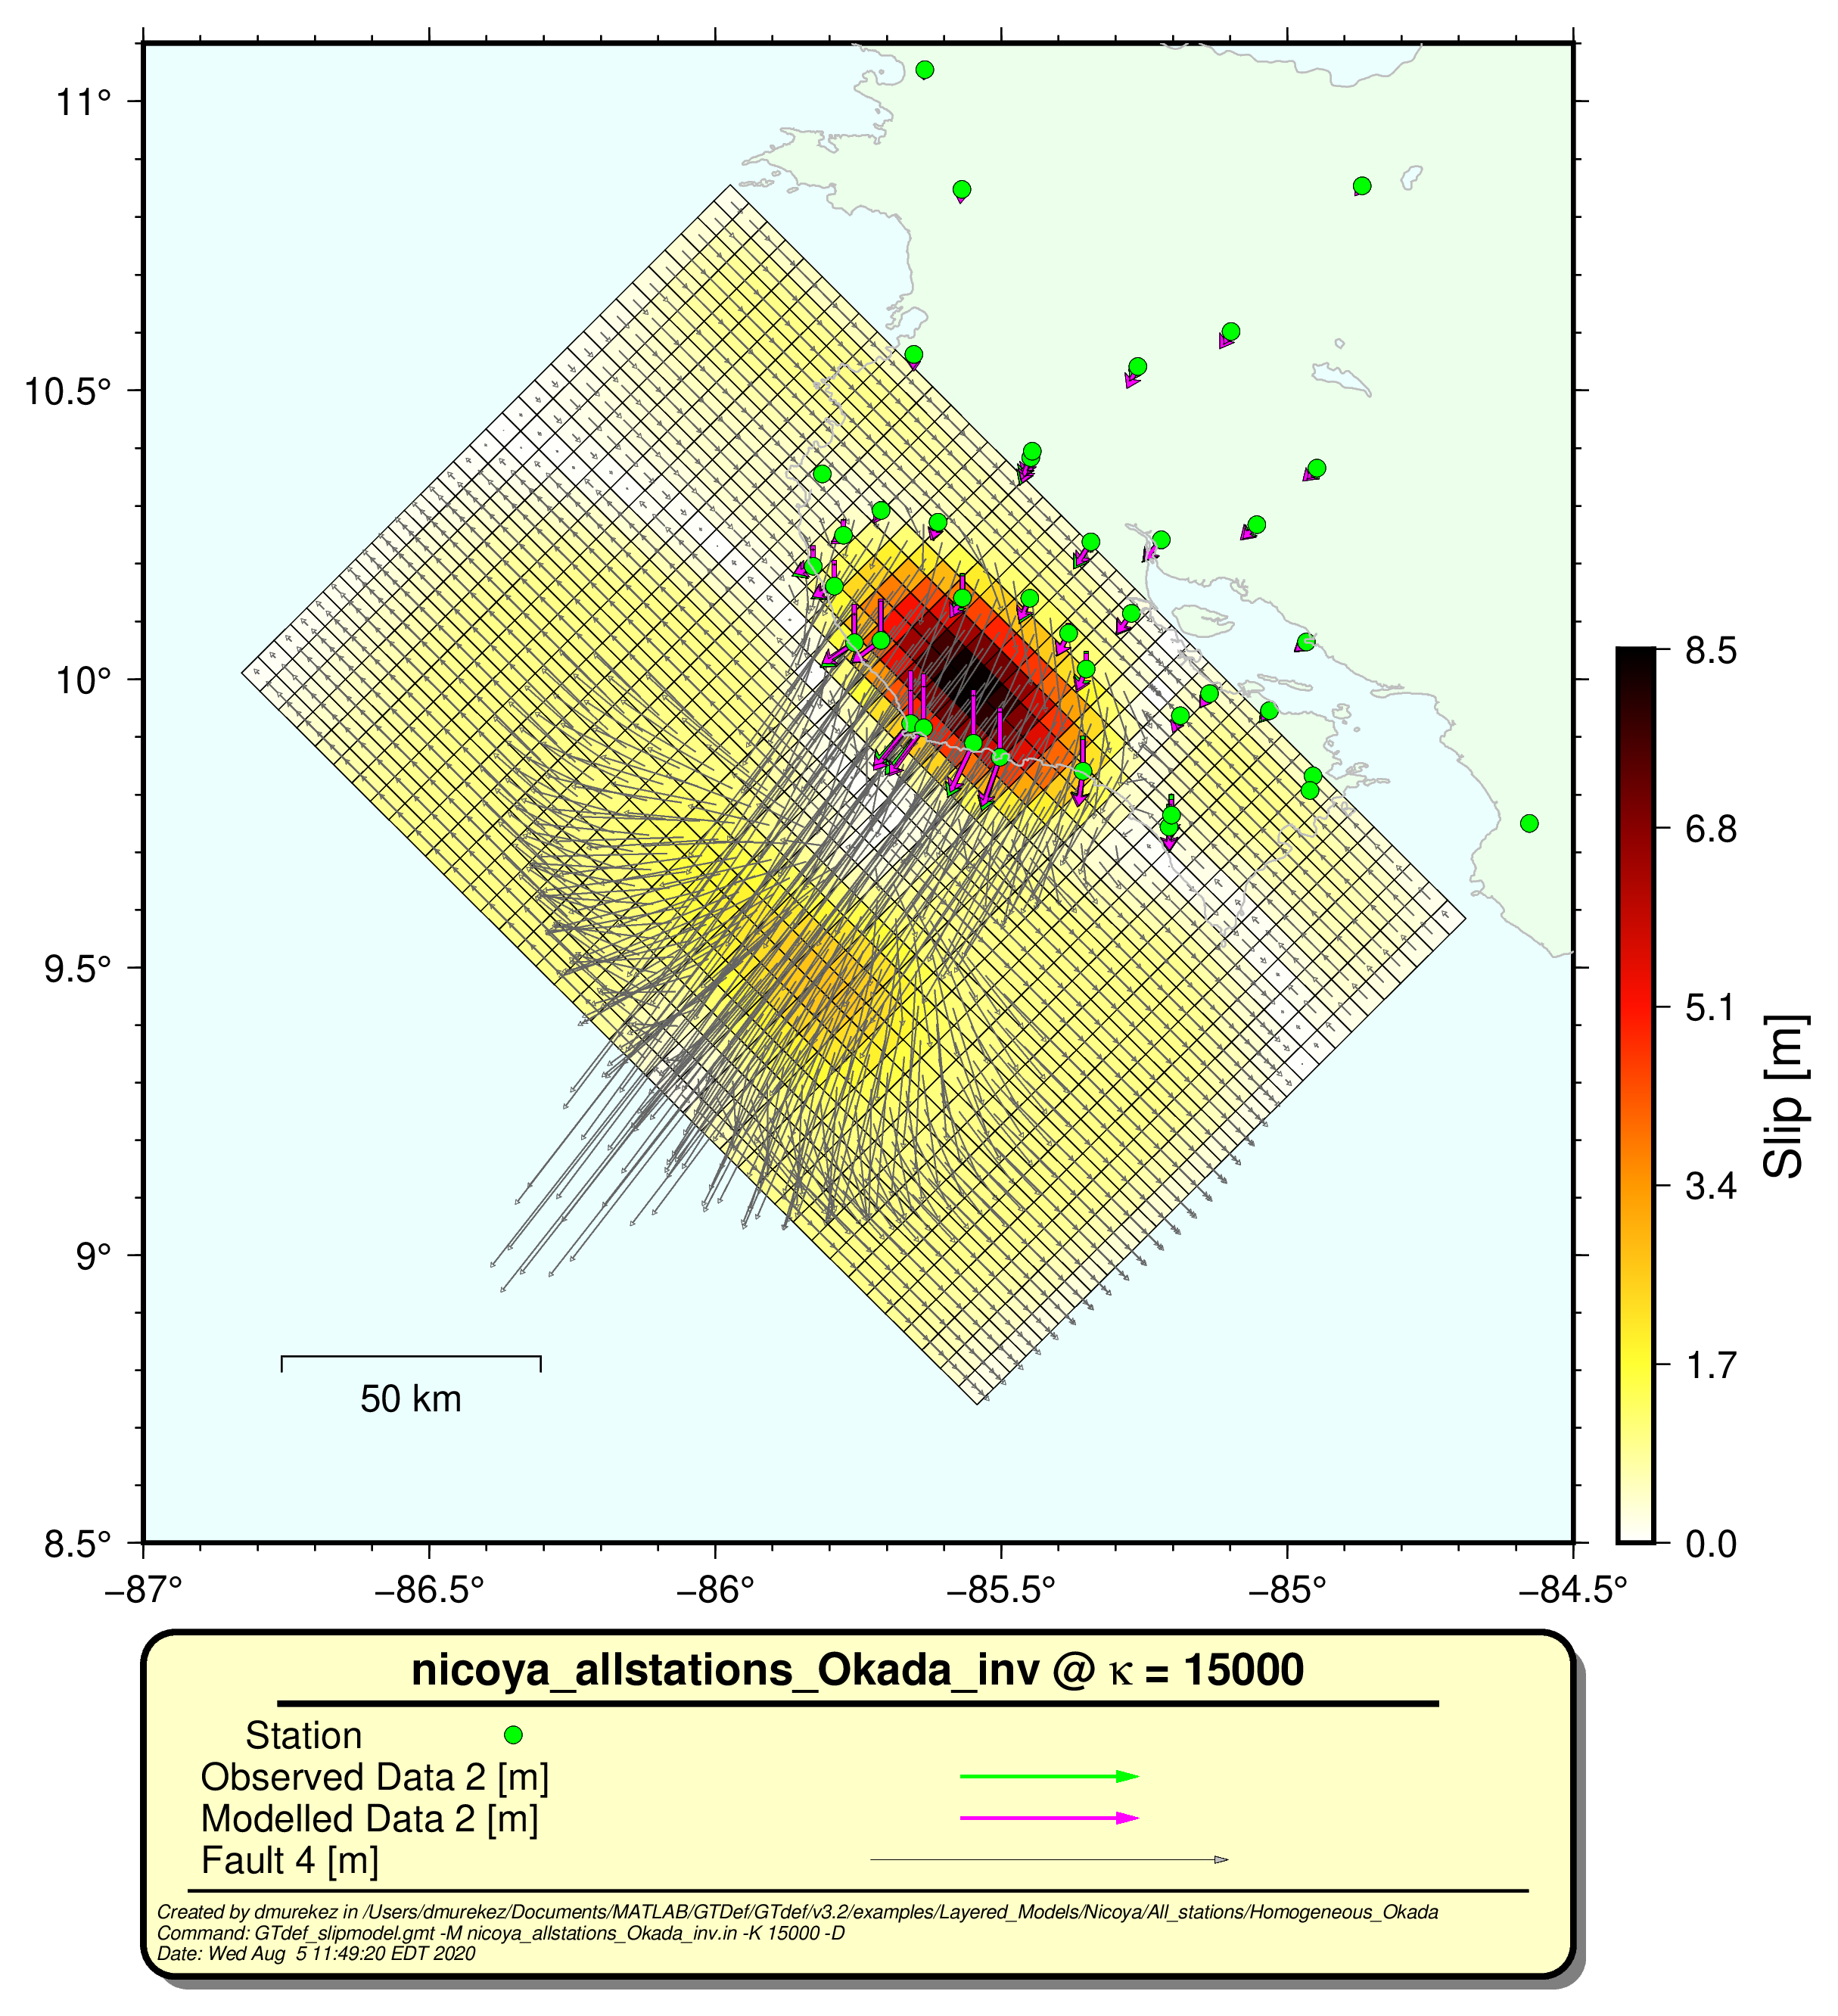 11°
10.5°
10°
9.5°
9°
8.5°
−87°
−86.5°
−86°
−85.5°
−85°
−84.5°
50 km
8.5
6.8
5.1
3.4
1.7
0.0
Slip [m]
nicoya_allstations_Okada_inv @ κ = 15000
Station
Observed Data 2 [m]
Modelled Data 2 [m]
Fault 4 [m]
Created by dmurekez in /Users/dmurekez/Documents/MATLAB/GTDef/GTdef/v3.2/examples/Layered_Models/Nicoya/All_stations/Homogeneous_Okada
Command: GTdef_slipmodel.gmt -M nicoya_allstations_Okada_inv.in -K 15000 -D
Date: Wed Aug  5 11:49:20 EDT 2020